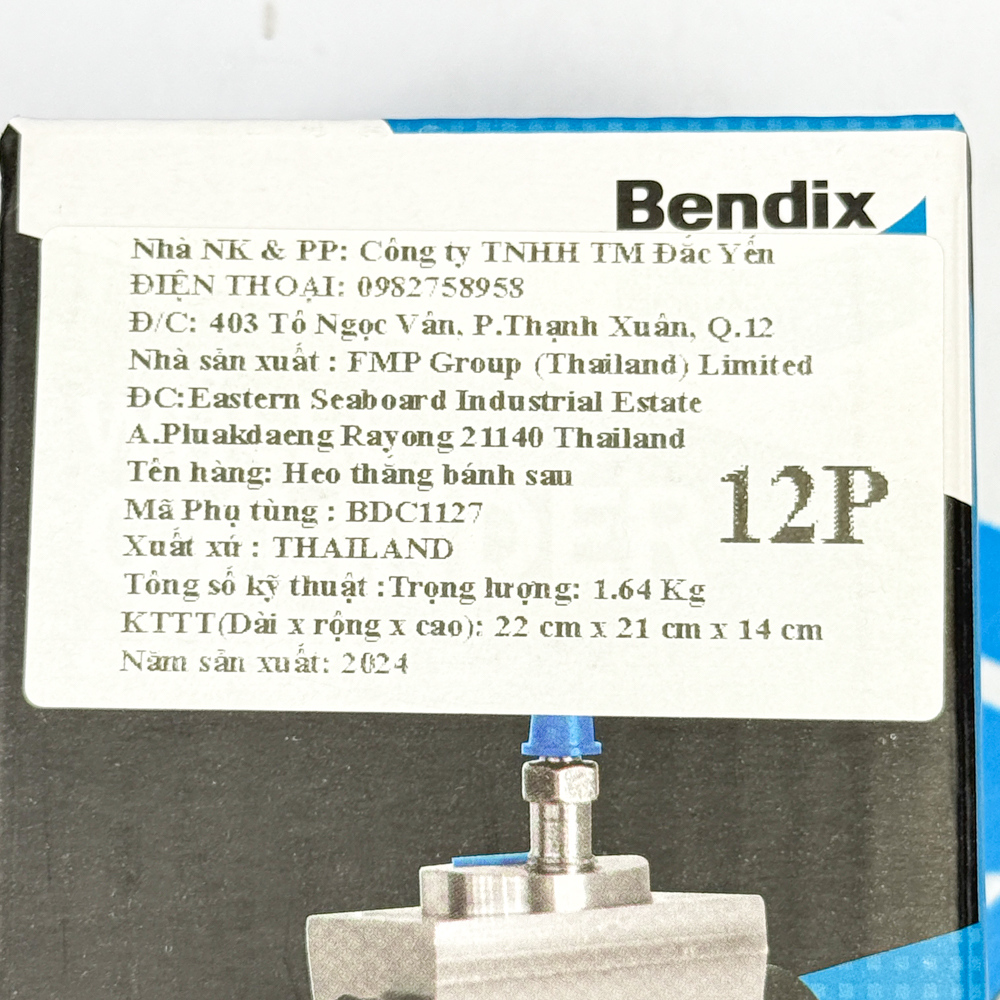 Bendix
Nhà NK & PP: Công ty TNHH TM Đắc Yến
ĐIỆN THOẠI: 0982758958
Đ/C: 403 Tô Ngọc Vân, P.Thạnh Xuân, Q.12
Nhà sản xuất : FMP Group (Thailand) Limited
ĐC:Eastern Seaboard Industrial Estate
A.Pluakdaeng Rayong 21140 Thailand
Tên hàng: Heo thắng bánh sau
Mã Phụ tùng : BDC1127
12P
Xuất xứ : THAILAND
Tông số kỹ thuật :Trọng lượng: 1.64 Kg
KTTT(Dài x rộng x cao): 22 cm x 21 cm x 14 cm
Năm sản xuất: 2024